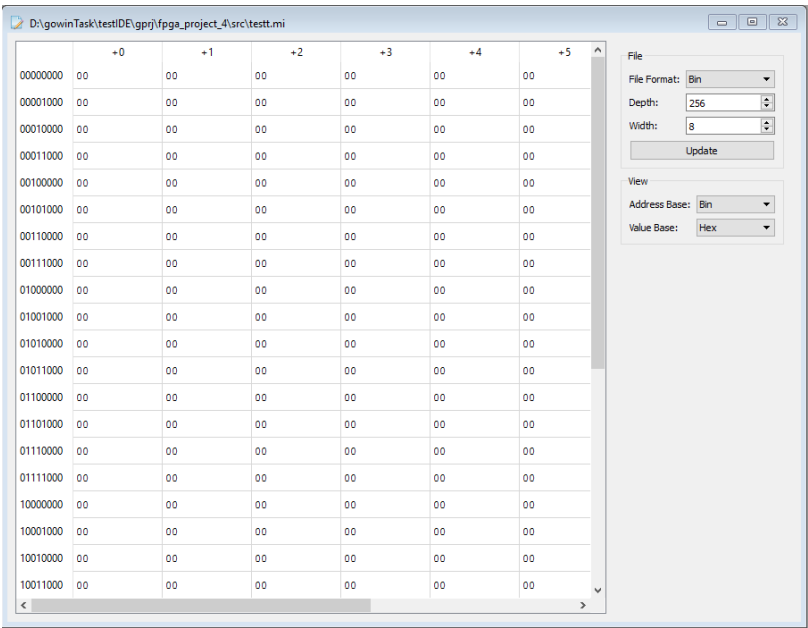 D:\gowinTask\testIDE\gprj\fpga_project_4\src\testt.mi
+0 +1 +2 +3 +4 +5
00000000 00 00 00 00 00 00
00001000 00 00 00 00 00 00
00010000 00 00 00 00 00 00
00011000 00 00 00 00 00 00
00100000 00 00 00 00 00 00
00101000 00 00 00 00 00 00
00110000 00 00 00 00 00 00
00111000 00 00 00 00 00 00
01000000 00 00 00 00 00 00
01001000 00 00 00 00 00 00
01010000 00 00 00 00 00 00
01011000 00 00 00 00 00 00
01100000 00 00 00 00 00 00
01101000 00 00 00 00 00 00
01110000 00 00 00 00 00 00
01111000 00 00 00 00 00 00
10000000 00 00 00 00 00 00
10001000 00 00 00 00 00 00
10010000 00 00 00 00 00 00
10011000 00 00 00 00 00 00
File
File Format: Bin
Depth: 256
Width: 8
Update
View
Address Base: Bin
Value Base: Hex